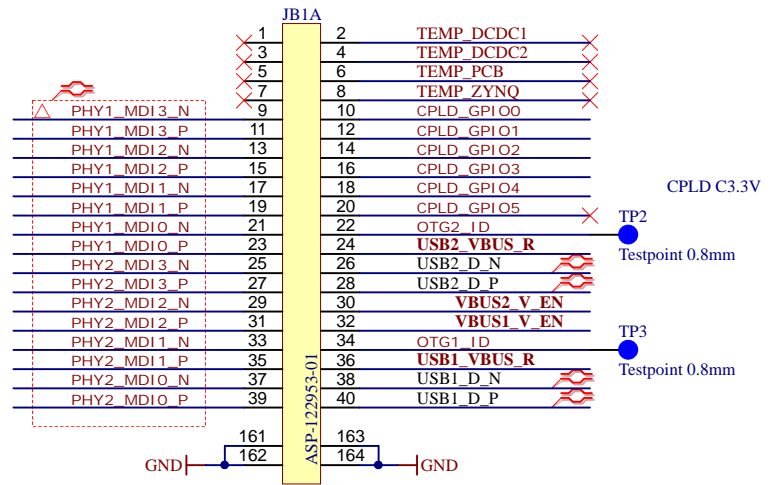 JB1A
1 2 TEMP_DCDC1
3 4 TEMP_DCDC2
5 6 TEMP_PCB
7 8 TEMP_ZYNQ
PHY1_MDI3_N 9 10 CPLD_GPIO0
PHY1_MDI3_P 11 12 CPLD_GPIO1
PHY1_MDI2_N 13 14 CPLD_GPIO2
PHY1_MDI2_P 15 16 CPLD_GPIO3
PHY1_MDI1_N 17 18 CPLD_GPIO4
CPLD C3.3V
PHY1_MDI1_P 19 20 CPLD_GPIO5
TP2
PHY1_MDI0_N 21 22 OTG2_ID
PHY1_MDI0_P 23 24 USB2_VBUS_R
Testpoint 0.8mm
PHY2_MDI3_N 25 26 USB2_D_N
PHY2_MDI3_P 27 28 USB2_D_P
PHY2_MDI2_N 29 30 VBUS2_V_EN
PHY2_MDI2_P 31 32 VBUS1_V_EN
TP3
PHY2_MDI1_N 33 34 OTG1_ID
PHY2_MDI1_P 35 36 USB1_VBUS_R
Testpoint 0.8mm
PHY2_MDI0_N 37 38 USB1_D_N
PHY2_MDI0_P 39 40 USB1_D_P
ASP-122953-01
161 163
162 164
GND GND